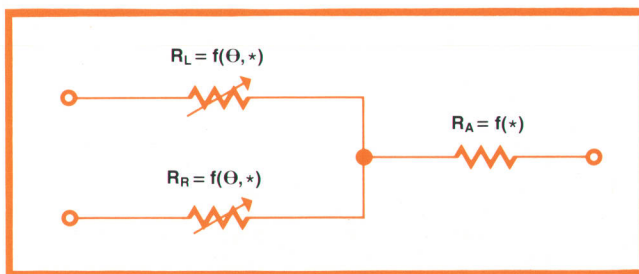 R_L = f(Θ, *)
R_A = f(*)
R_R = f(Θ, *)